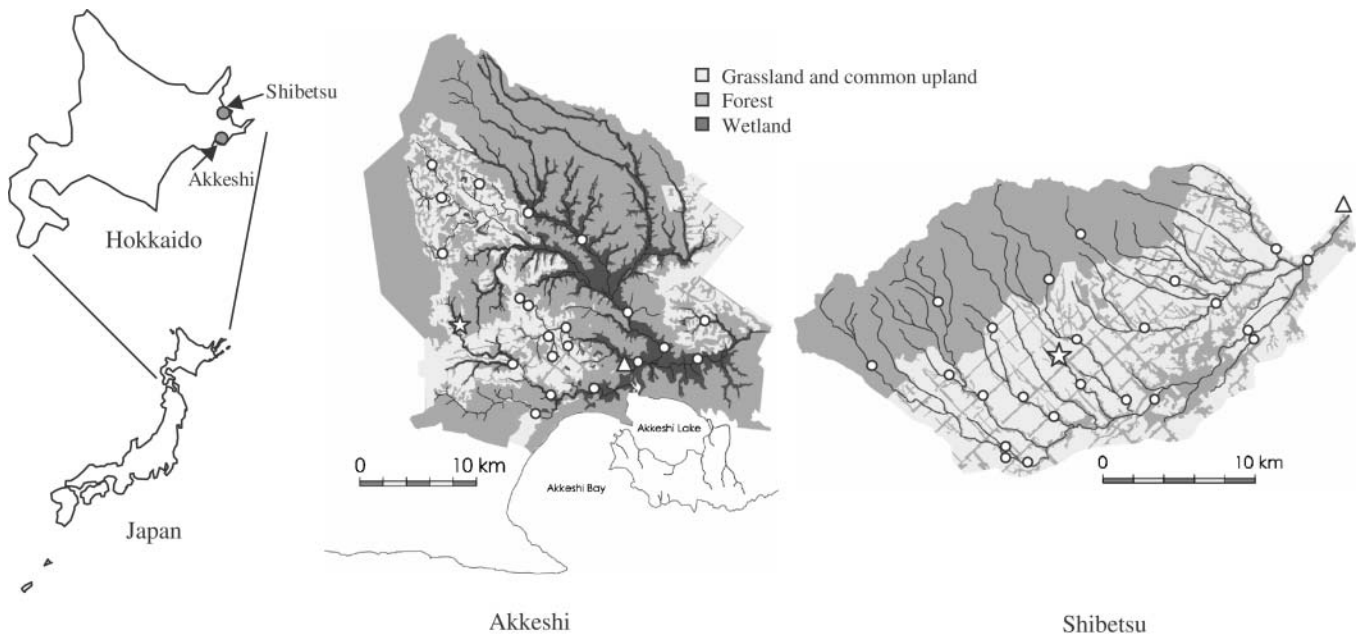 Shibetsu
Akkeshi
Hokkaido
Japan
Grassland and common upland
Forest
Wetland
0 10 km
Akkeshi Lake
Akkeshi Bay
Akkeshi
0 10 km
Shibetsu